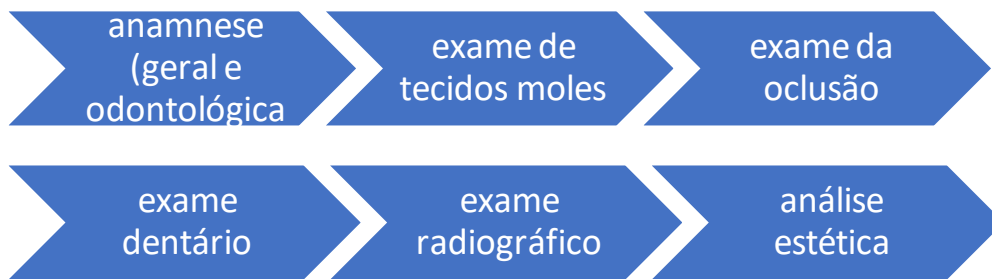 anamnese
(geral e
odontológica
exame de
tecidos moles
exame da
oclusão
exame
dentário
exame
radiográfico
análise
estética